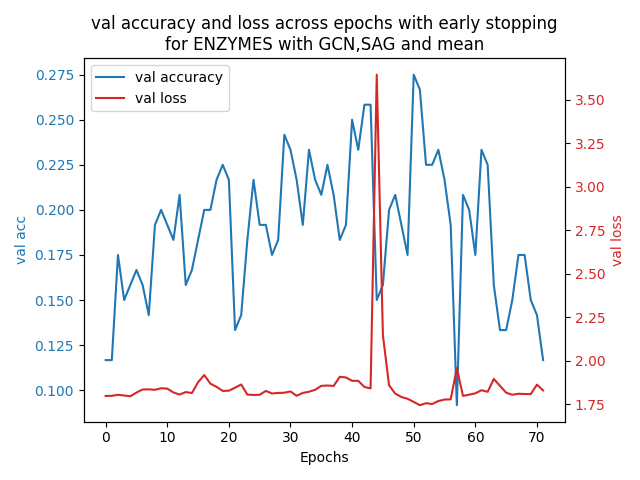 val accuracy and loss across epochs with early stopping
for ENZYMES with GCN,SAG and mean
val accuracy
val loss
0.275
0.250
0.225
0.200
0.175
0.150
0.125
0.100
val acc
3.50
3.25
3.00
2.75
2.50
2.25
2.00
1.75
val loss
0 10 20 30 40 50 60 70
Epochs